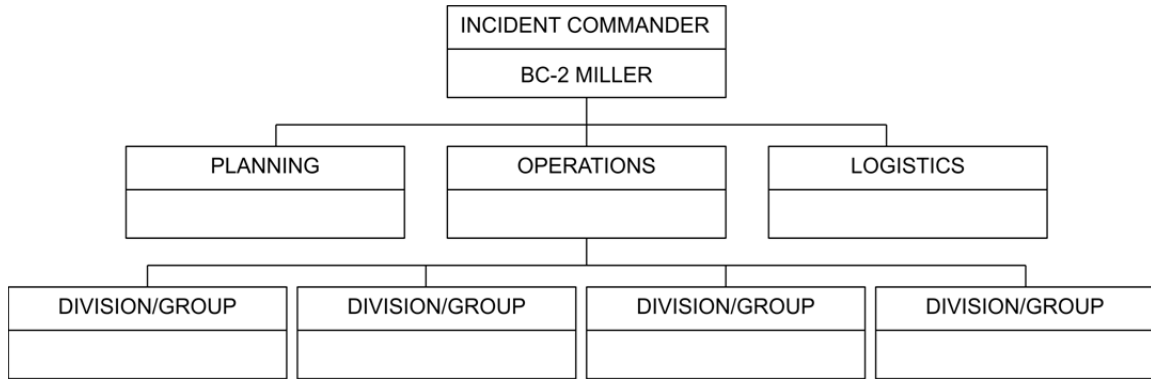 INCIDENT COMMANDER
BC-2 MILLER
PLANNING
OPERATIONS
LOGISTICS
DIVISION/GROUP
DIVISION/GROUP
DIVISION/GROUP
DIVISION/GROUP